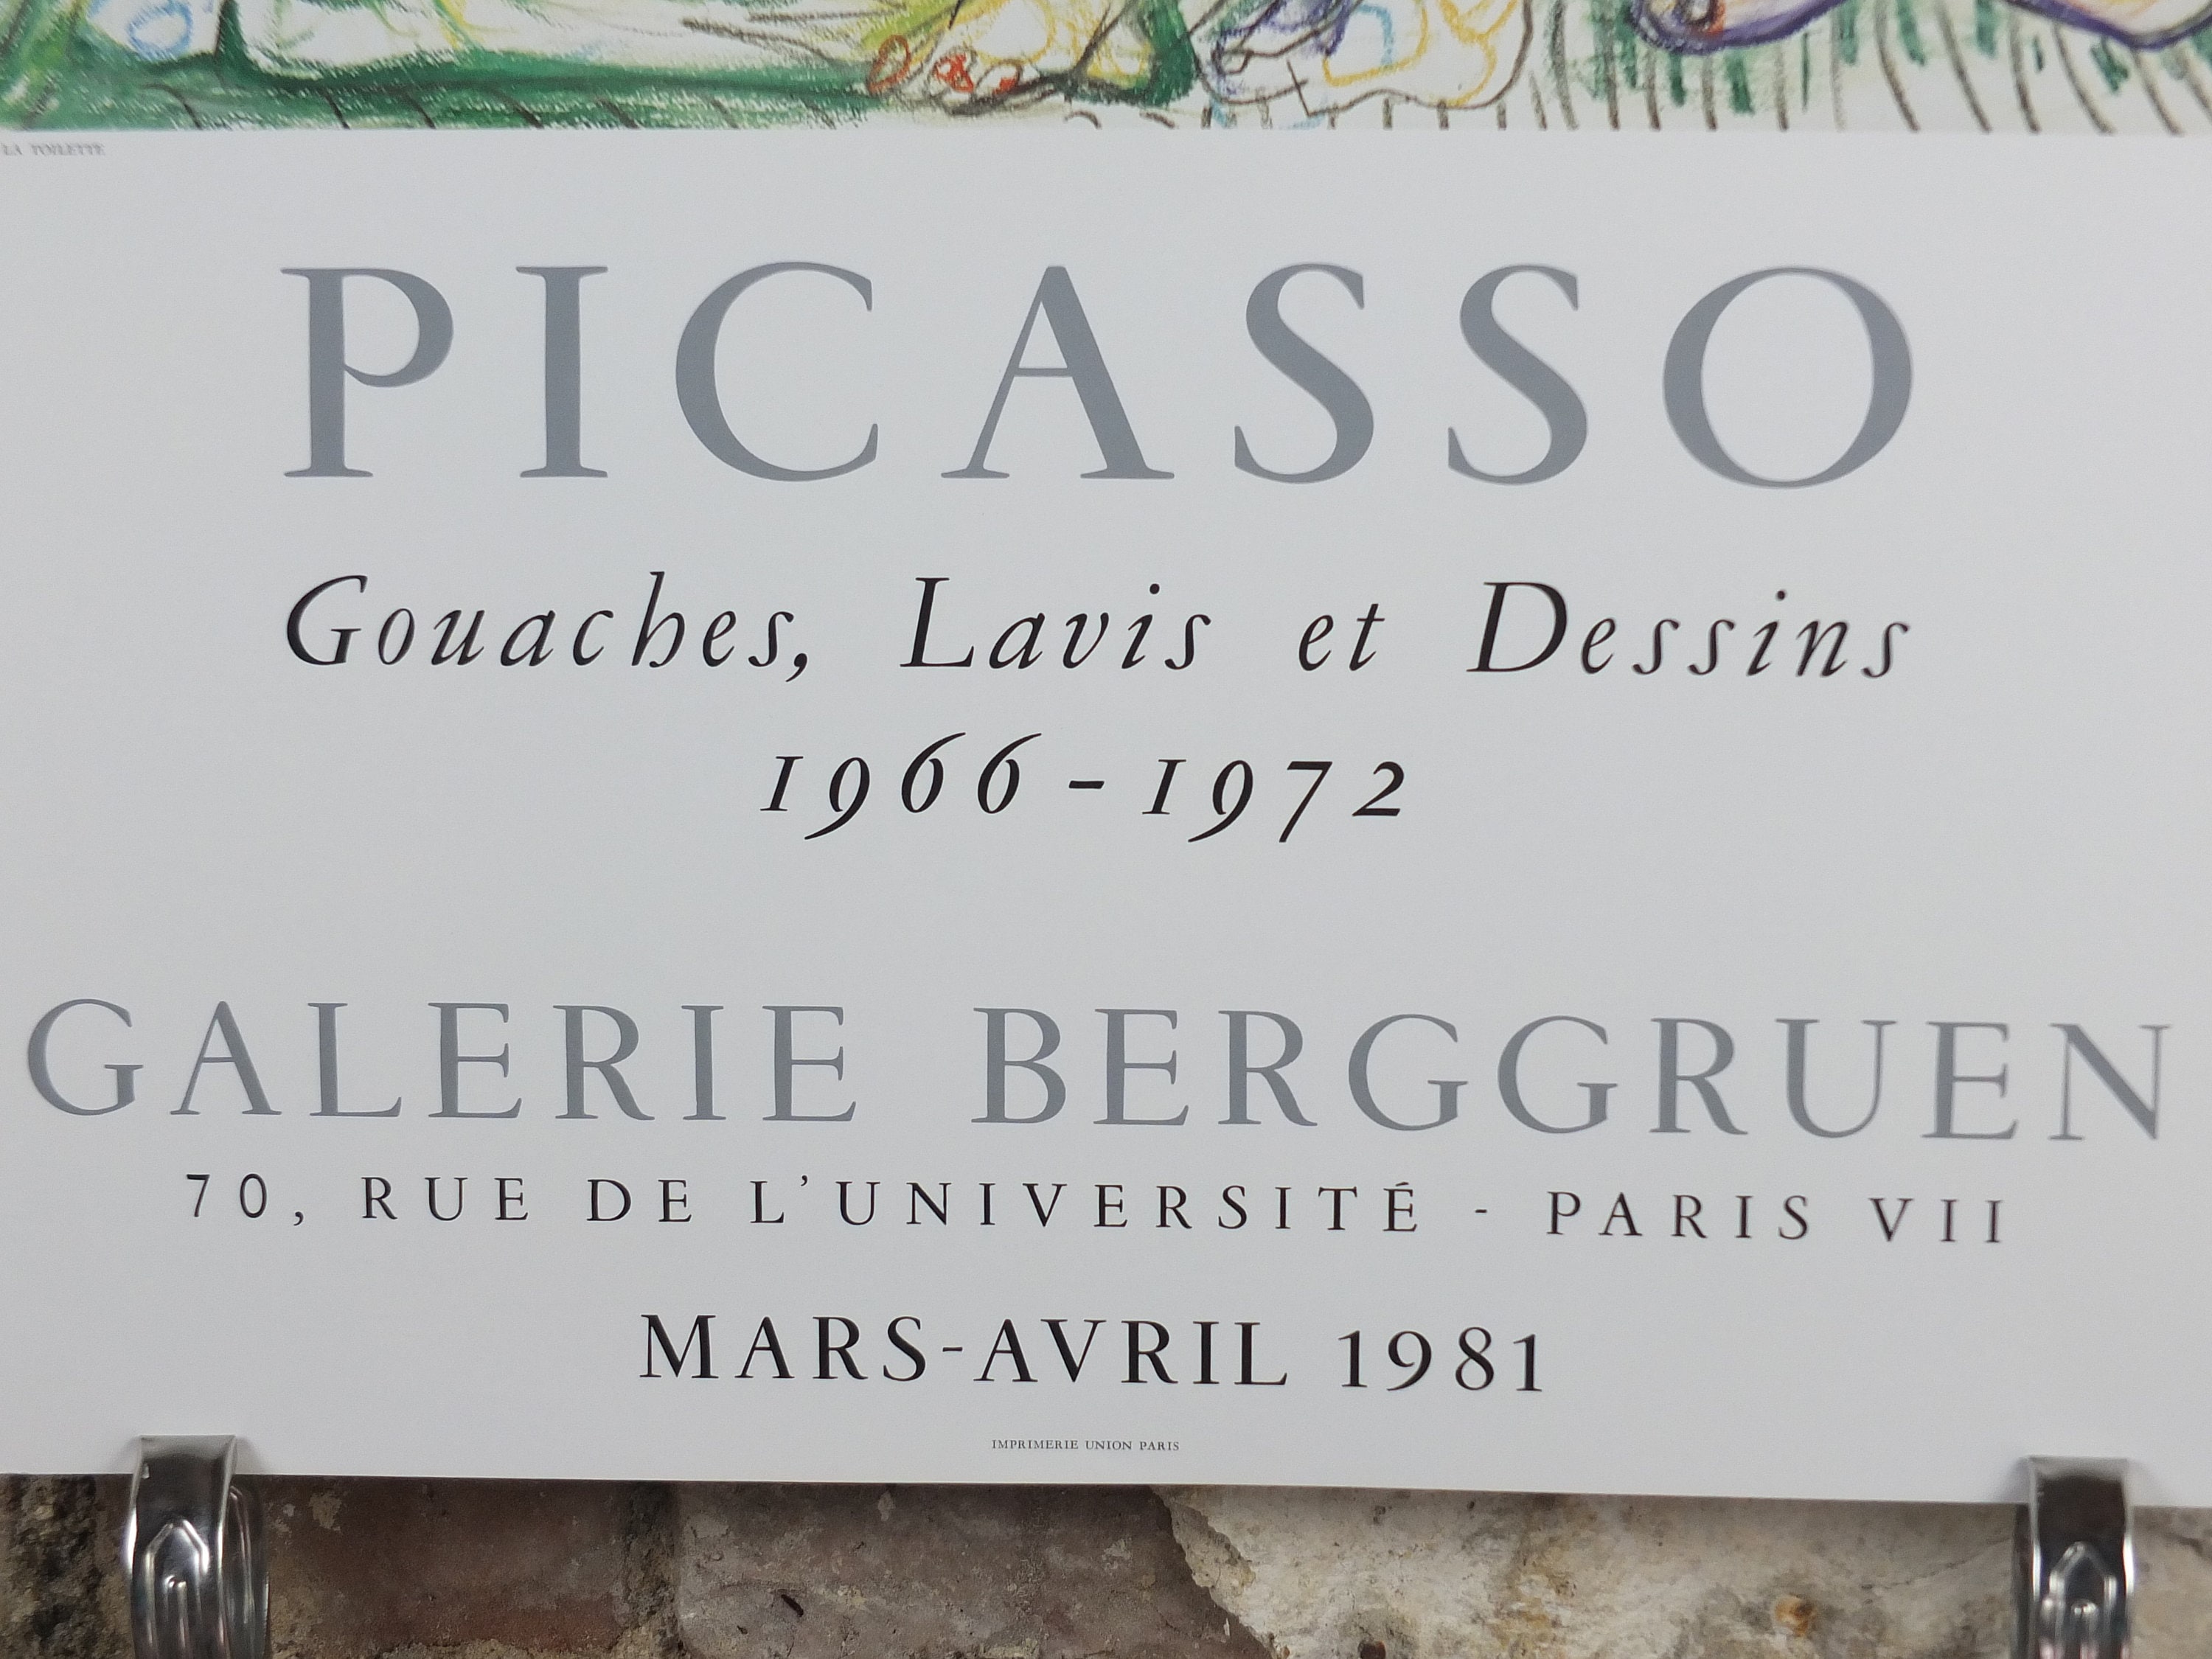 LA TOILETTE
PICASSO
Gouaches, Lavis et Dessins
1966-1972
GALERIE BERGGRUEN
70, RUE DE L'UNIVERSITÉ - PARIS VII
MARS-AVRIL 1981
IMPRIMERIE UNION PARIS